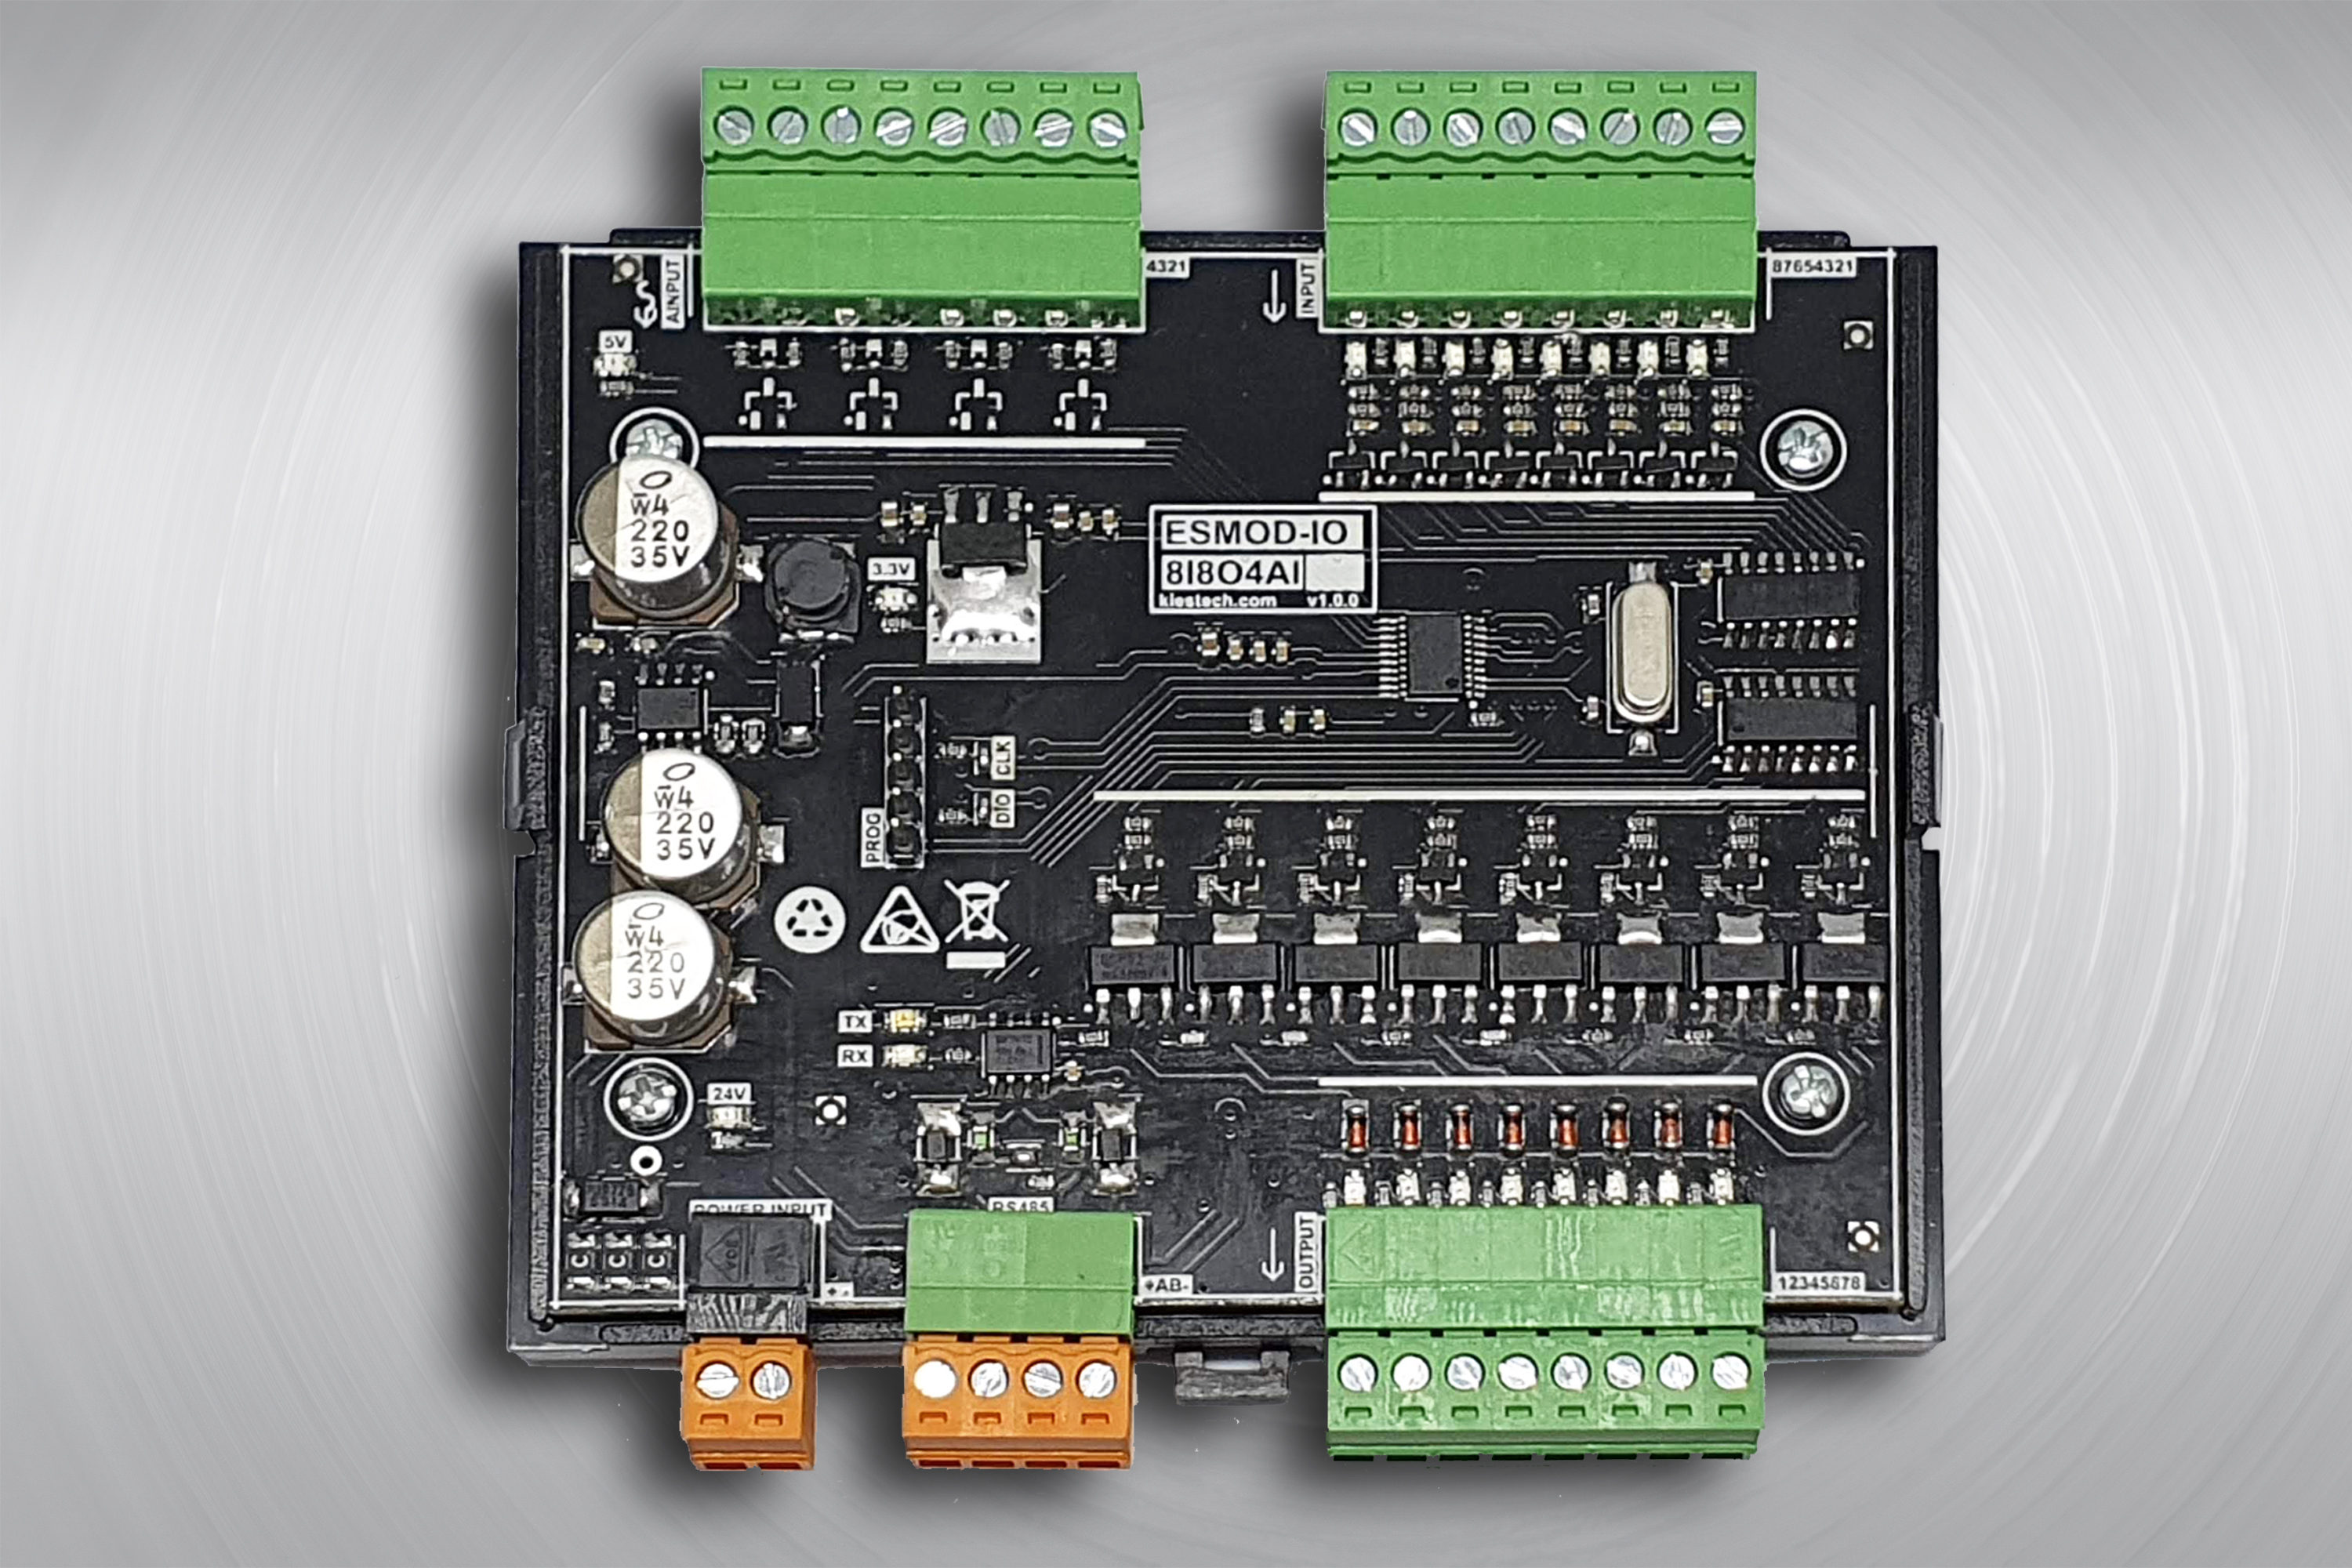 AINPUT
4321
INPUT
87654321
5V
W4
220
35V
3.3V
ESMOD-IO
8I8O4AI
kiestech.com v1.0.0
CLK
DIO
PROG
W4
220
35V
W4
220
35V
TX
RX
24V
POWER INPUT
RS485
C C C
+ -
+AB-
OUTPUT
12345678